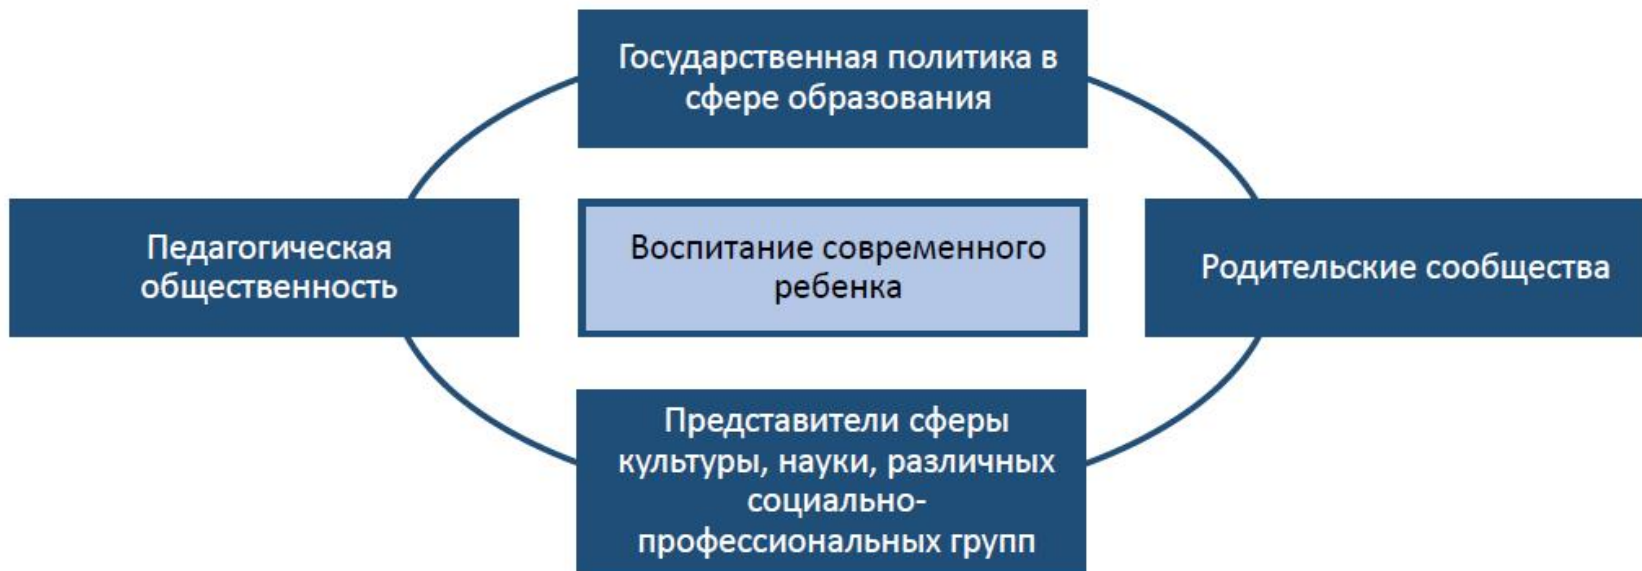 Государственная политика в
сфере образования
Педагогическая
общественность
Воспитание современного
ребенка
Родительские сообщества
Представители сферы
культуры, науки, различных
социально-
профессиональных групп